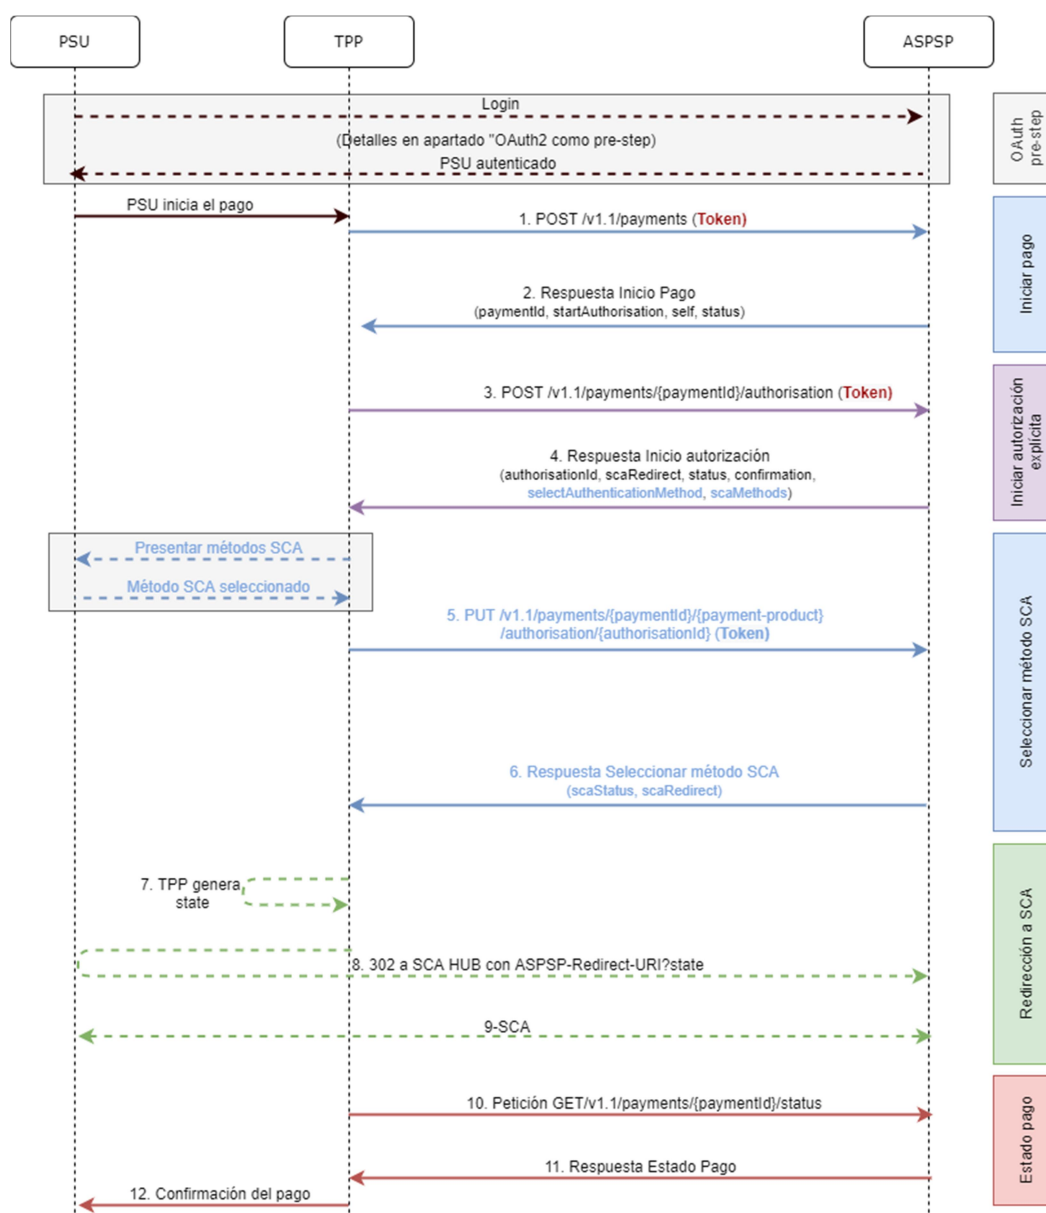 PSU
TPP
ASPSP
Login
(Detalles en apartado "OAuth2 como pre-step)
PSU autenticado
OAuth
pre-step
PSU inicia el pago
1. POST /v1.1/payments (Token)
2. Respuesta Inicio Pago
(paymentId, startAuthorisation, self, status)
Iniciar pago
3. POST /v1.1/payments/{paymentId}/authorisation (Token)
4. Respuesta Inicio autorización
(authorisationId, scaRedirect, status, confirmation,
selectAuthenticationMethod, scaMethods)
Iniciar autorización
explícita
Presentar métodos SCA
Método SCA seleccionado
5. PUT /v1.1/payments/{paymentId}/{payment-product}
/authorisation/{authorisationId} (Token)
6. Respuesta Seleccionar método SCA
(scaStatus, scaRedirect)
Seleccionar método SCA
7. TPP genera
state
8. 302 a SCA HUB con ASPSP-Redirect-URI?state
9-SCA
Redirección a SCA
10. Petición GET/v1.1/payments/{paymentId}/status
11. Respuesta Estado Pago
12. Confirmación del pago
Estado pago